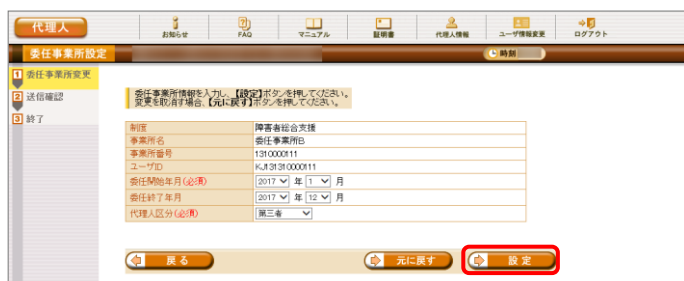 代理人
お知らせ
FAQ
マニュアル
証明書
代理人情報
ユーザ情報変更
ログアウト
委任事業所設定
時刻
1 委任事業所変更
2 送信確認
3 終了
委任事業所情報を入力し、【設定】ボタンを押してください。
変更を取消す場合、【元に戻す】ボタンを押してください。
制度 障害者総合支援
事業所名 委任事業所B
事業所番号 1310000111
ユーザID KJ131310000111
委任開始年月(必須) 2017 年 1 月
委任終了年月 2017 年 12 月
代理人区分(必須) 第三者
戻る
元に戻す
設定